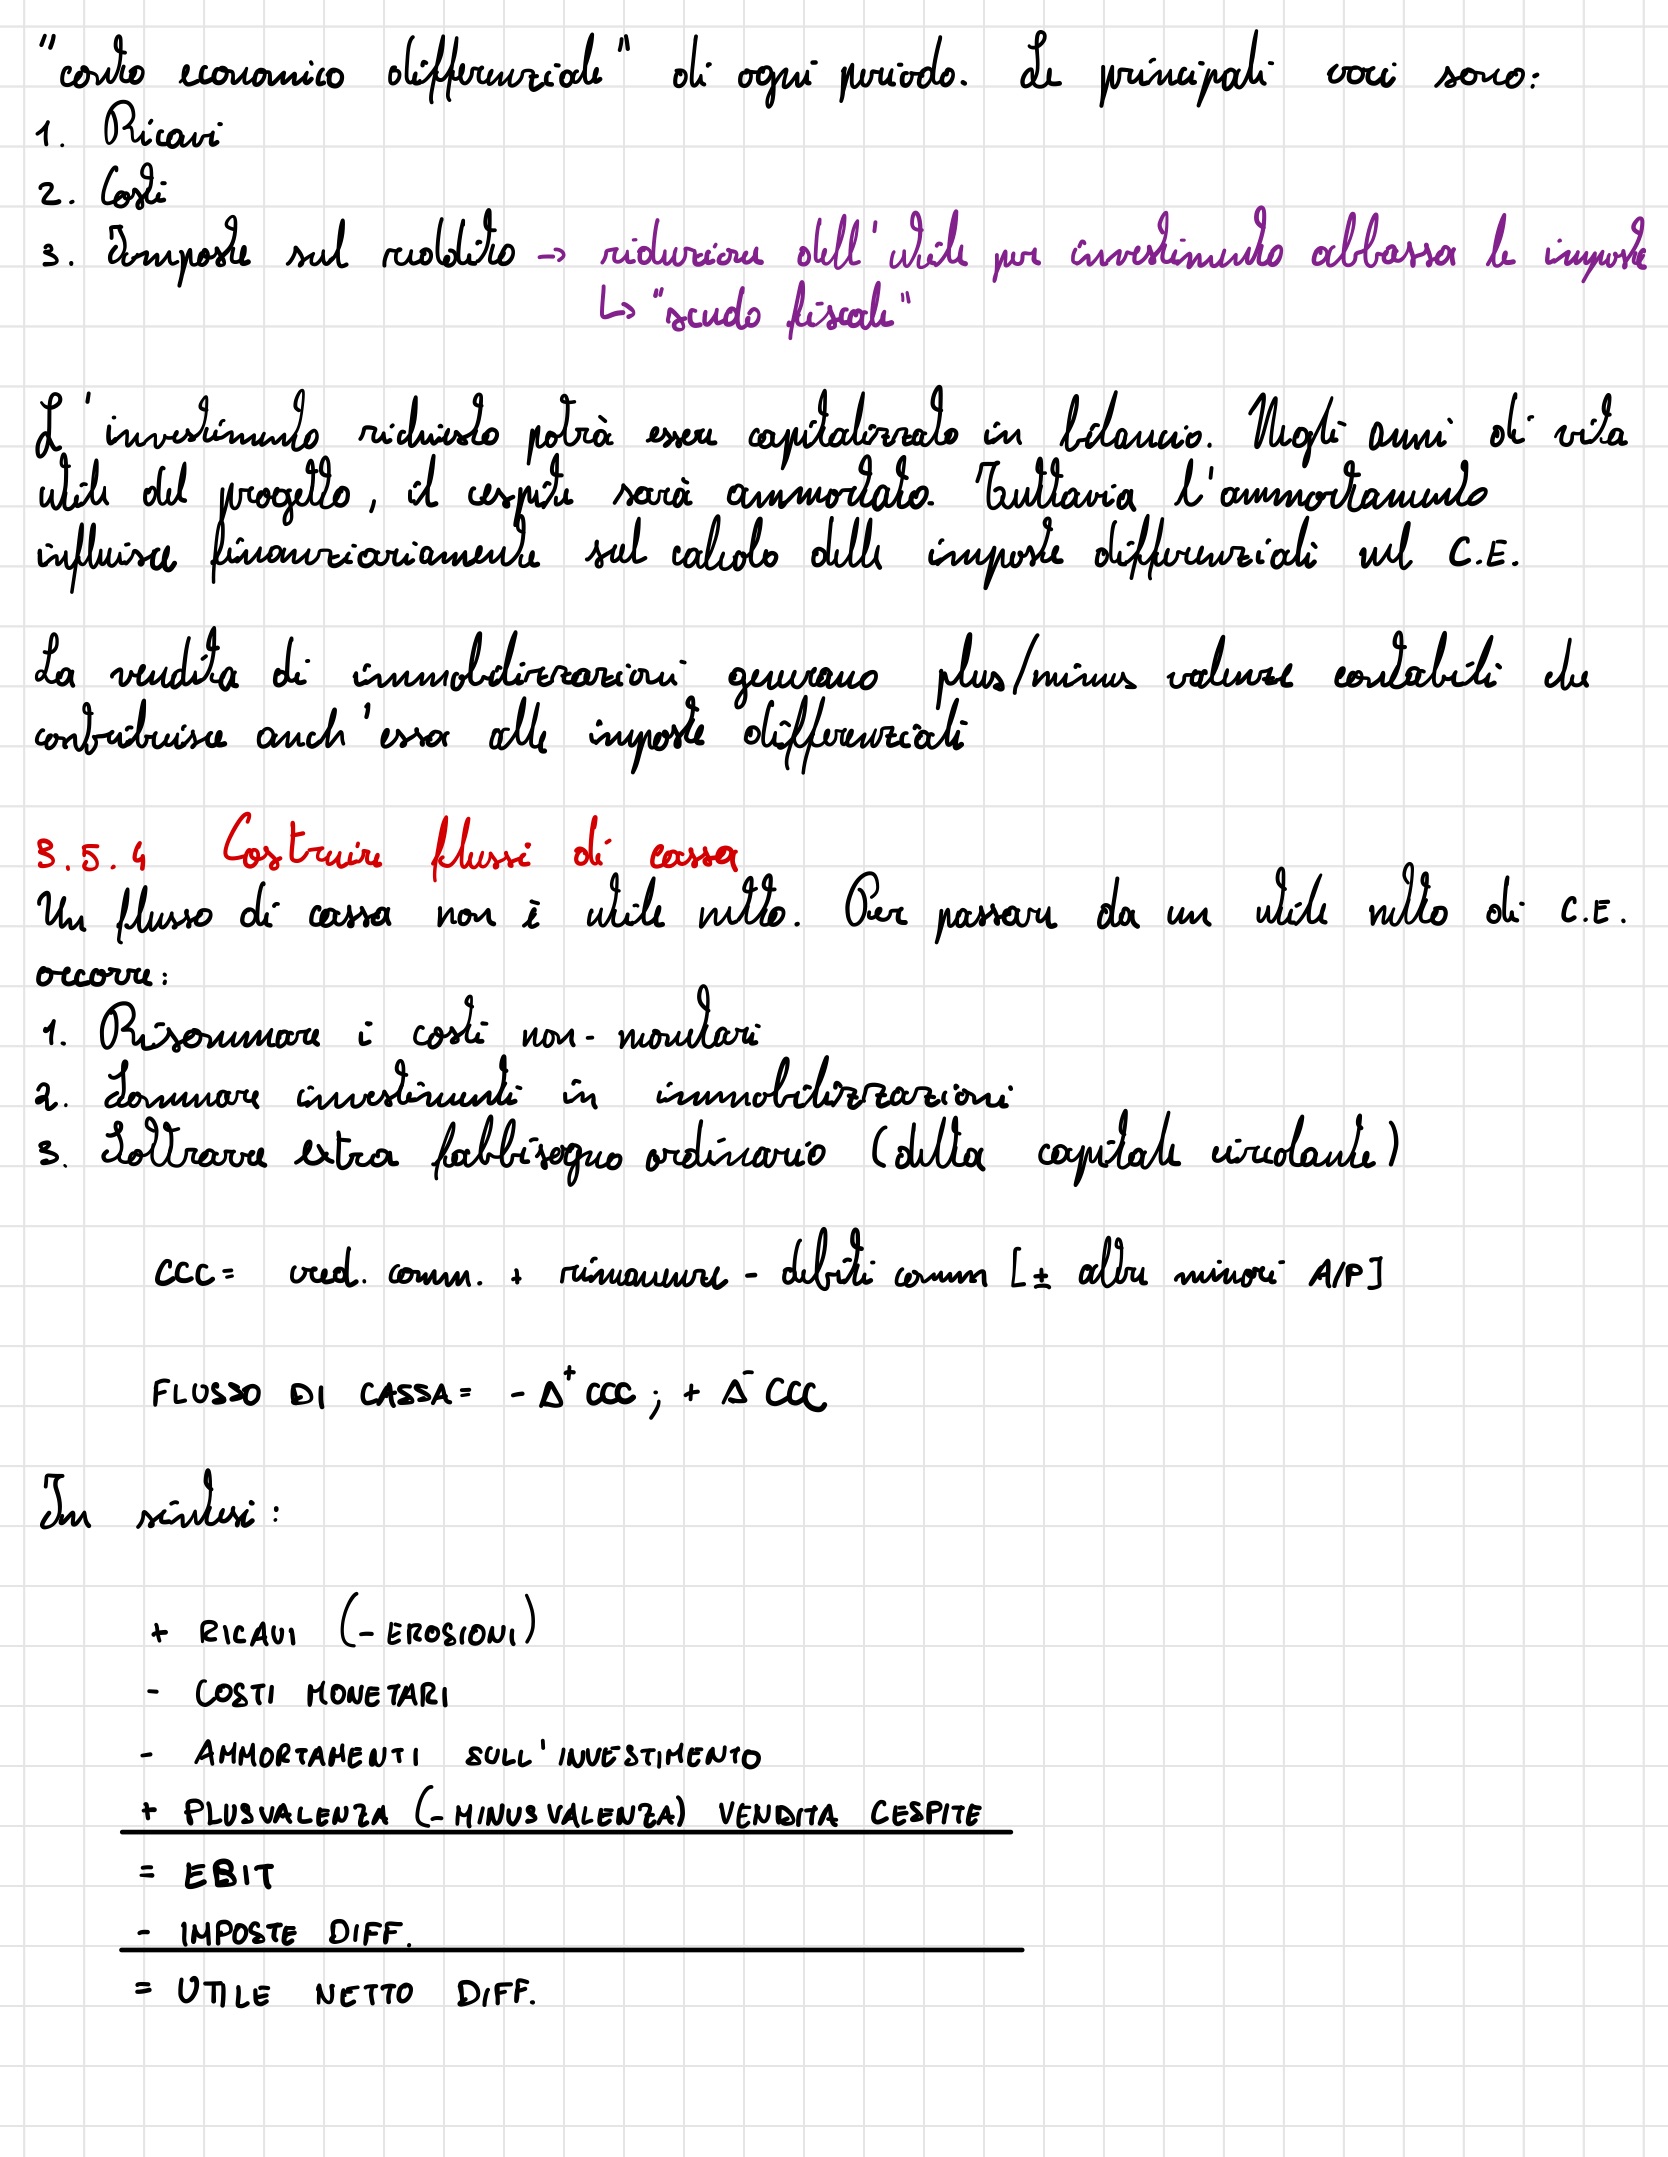 "conto economico differenziale" di ogni periodo. Le principali voci sono:
1. Ricavi
2. Costi
3. Imposte sul reddito → riduzione dell'utile per investimento abbassa le imposte
↳ "scudo fiscale"
L'investimento richiesto potrà essere capitalizzato in bilancio. Negli anni di vita
utile del progetto, il cespite sarà ammortato. Tuttavia l'ammortamento
influisce finanziariamente sul calcolo delle imposte differenziali nel C.E.
La vendita di immobilizzazioni generano plus/minus valenze contabili che
contribuisce anch'essa alle imposte differenziali
3.5.4 Costruire flussi di cassa
Un flusso di cassa non è utile netto. Per passare da un utile netto di C.E.
occorre:
1. Risommare i costi non-monetari
2. Sommare investimenti in immobilizzazioni
3. Sottrarre extra fabbisogno ordinario (delta capitale circolante)
CCC = cred. comm. + rimanenze - debiti comm [± altre minori A/P]
FLUSSO DI CASSA = - Δ⁺ CCC ; + Δ⁻ CCC
In sintesi:
+ RICAVI (- EROSIONI)
- COSTI MONETARI
- AMMORTAMENTI SULL'INVESTIMENTO
+ PLUSVALENZA (- MINUSVALENZA) VENDITA CESPITE
= EBIT
- IMPOSTE DIFF.
= UTILE NETTO DIFF.